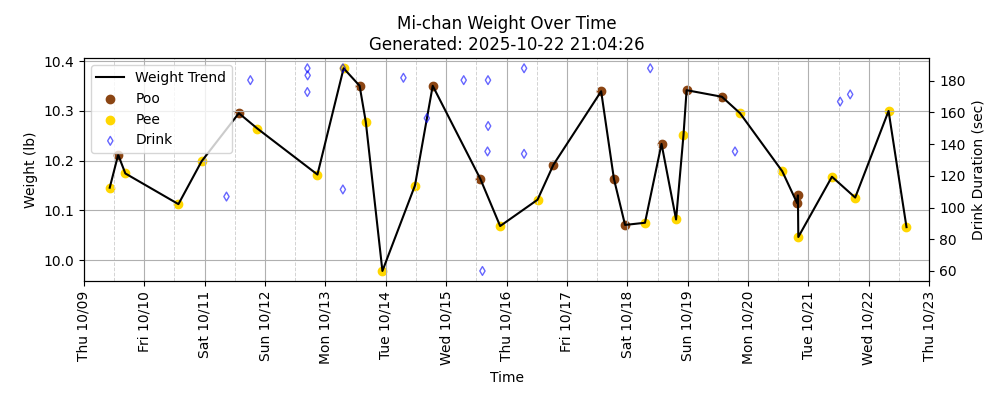 Mi-chan Weight Over Time
Generated: 2025-10-22 21:04:26
Weight (lb)
10.4
10.3
10.2
10.1
10.0
Weight Trend
Poo
Pee
Drink
180
160
140
120
100
80
60
Drink Duration (sec)
Thu 10/09
Fri 10/10
Sat 10/11
Sun 10/12
Mon 10/13
Tue 10/14
Wed 10/15
Thu 10/16
Fri 10/17
Sat 10/18
Sun 10/19
Mon 10/20
Tue 10/21
Wed 10/22
Thu 10/23
Time